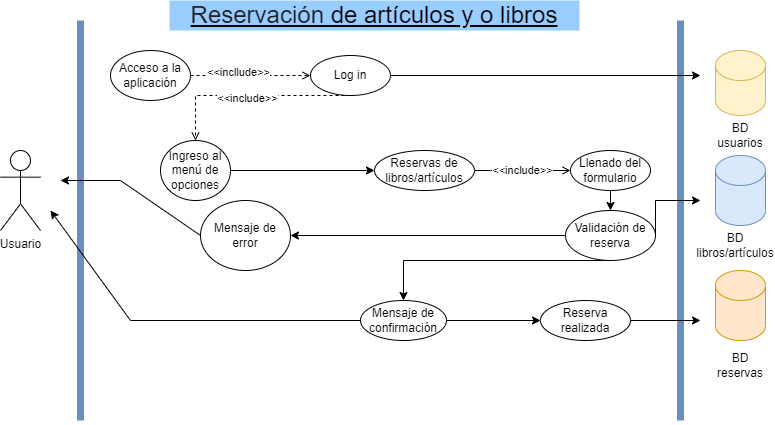 Reservación de artículos y o libros
Acceso a la
aplicación
<<incllude>>
Log in
<<include>>
BD
usuarios
Ingreso al
menú de
opciones
Reservas de
libros/artículos
<<include>>
Llenado del
formulario
Usuario
Mensaje de
error
Validación de
reserva
BD
libros/artículos
Mensaje de
confirmación
Reserva
realizada
BD
reservas